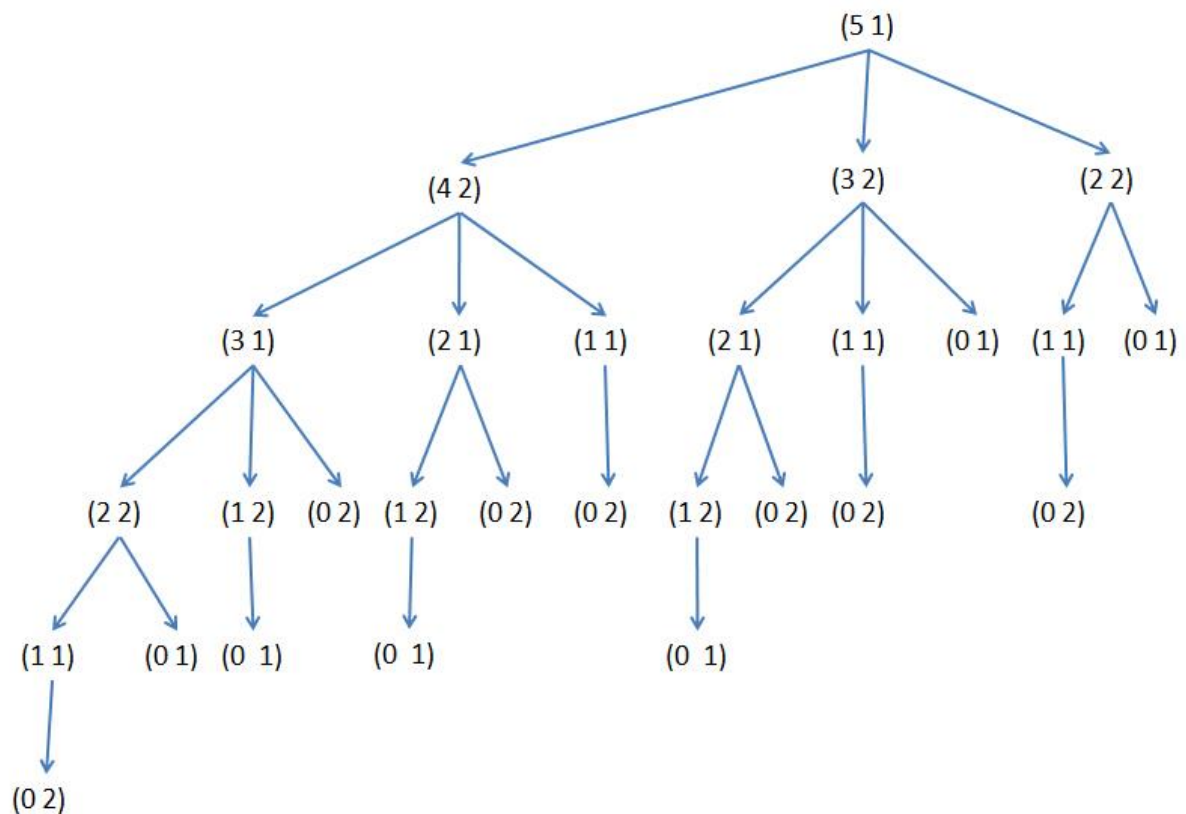 (5 1)
(4 2) (3 2) (2 2)
(3 1) (2 1) (1 1) (2 1) (1 1) (0 1) (1 1) (0 1)
(2 2) (1 2) (0 2) (1 2) (0 2) (0 2) (1 2) (0 2) (0 2) (0 2)
(1 1) (0 1) (0 1) (0 1) (0 1)
(0 2)